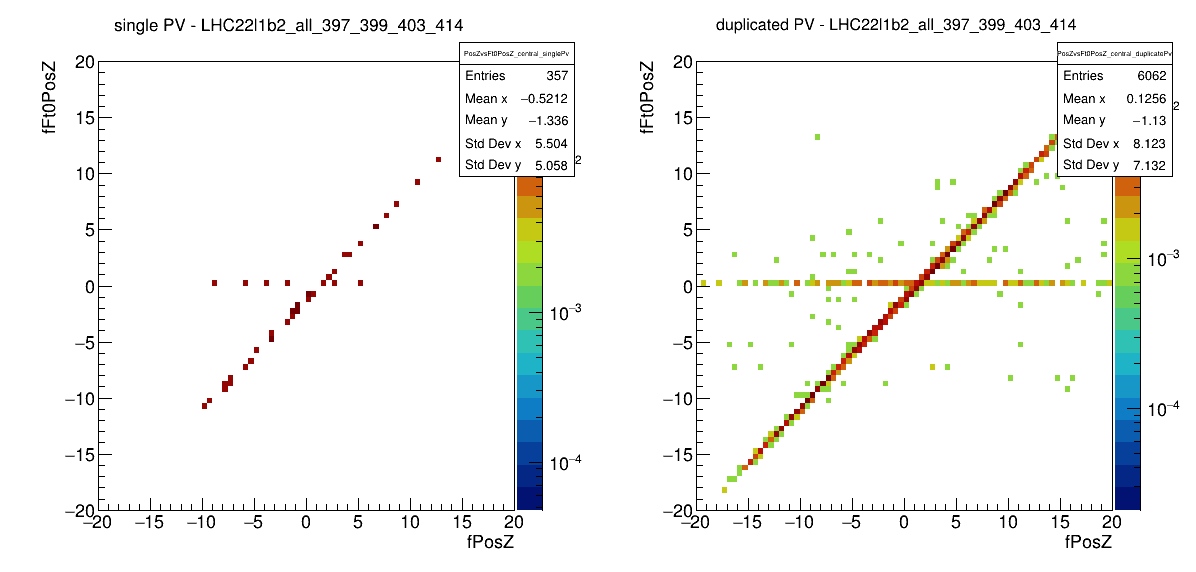 single PV - LHC22l1b2_all_397_399_403_414
PosZvsFt0PosZ_central_singlePv
Entries 357
Mean x −0.5212
Mean y −1.336
Std Dev x 5.504
Std Dev y 5.058
2
fFt0PosZ
20
15
10
5
0
−5
−10
−15
−20
−20 −15 −10 −5 0 5 10 15 20
fPosZ
10−3
10−4
duplicated PV - LHC22l1b2_all_397_399_403_414
PosZvsFt0PosZ_central_duplicatePv
Entries 6062
Mean x 0.1256
Mean y −1.13
Std Dev x 8.123
Std Dev y 7.132
2
fFt0PosZ
20
15
10
5
0
−5
−10
−15
−20
−20 −15 −10 −5 0 5 10 15 20
fPosZ
10−3
10−4